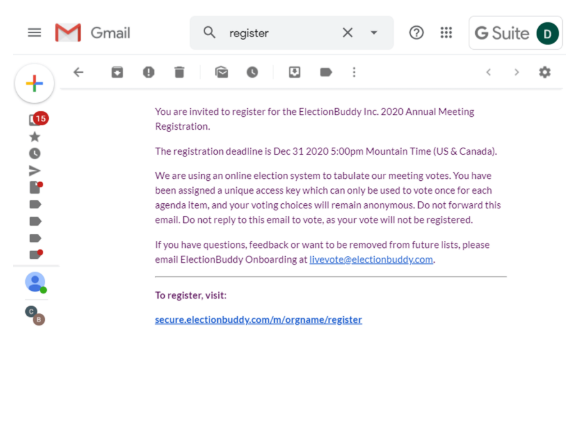 Gmail
register
G Suite
D
15
You are invited to register for the ElectionBuddy Inc. 2020 Annual Meeting
Registration.
The registration deadline is Dec 31 2020 5:00pm Mountain Time (US & Canada).
We are using an online election system to tabulate our meeting votes. You have
been assigned a unique access key which can only be used to vote once for each
agenda item, and your voting choices will remain anonymous. Do not forward this
email. Do not reply to this email to vote, as your vote will not be registered.
If you have questions, feedback or want to be removed from future lists, please
email ElectionBuddy Onboarding at livevote@electionbuddy.com.
To register, visit:
secure.electionbuddy.com/m/orgname/register
C
B